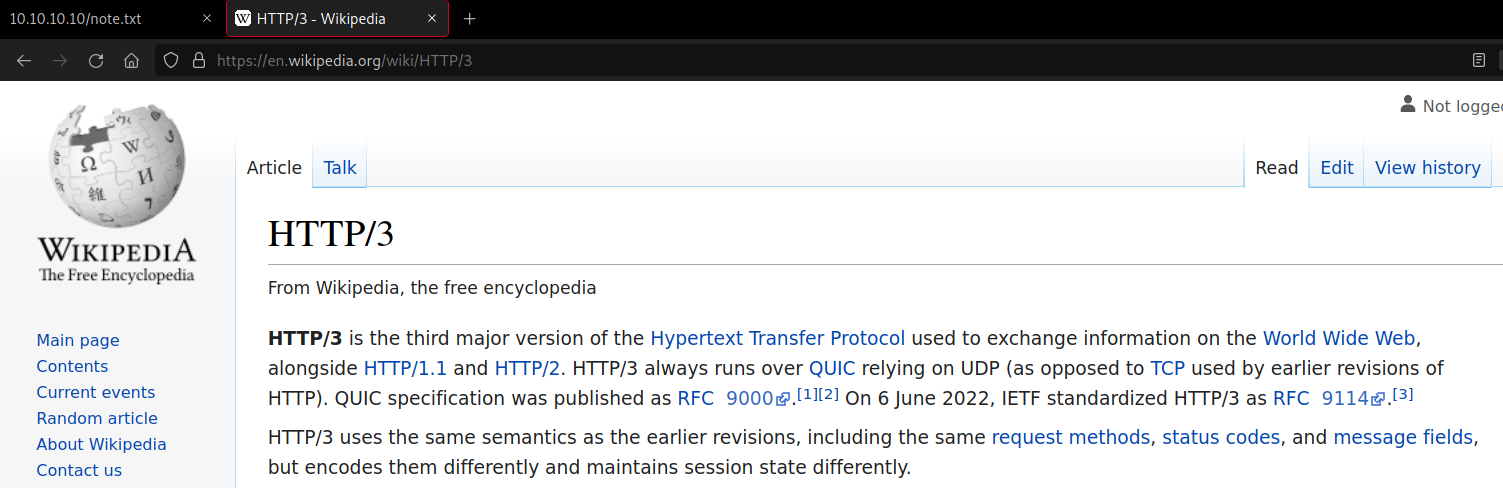 10.10.10.10/note.txt
HTTP/3 - Wikipedia
https://en.wikipedia.org/wiki/HTTP/3
Not logge
WIKIPEDIA
The Free Encyclopedia
Article
Talk
Read
Edit
View history
HTTP/3
From Wikipedia, the free encyclopedia
HTTP/3 is the third major version of the Hypertext Transfer Protocol used to exchange information on the World Wide Web,
alongside HTTP/1.1 and HTTP/2. HTTP/3 always runs over QUIC relying on UDP (as opposed to TCP used by earlier revisions of
HTTP). QUIC specification was published as RFC 9000.[1][2] On 6 June 2022, IETF standardized HTTP/3 as RFC 9114.[3]
HTTP/3 uses the same semantics as the earlier revisions, including the same request methods, status codes, and message fields,
but encodes them differently and maintains session state differently.
Main page
Contents
Current events
Random article
About Wikipedia
Contact us